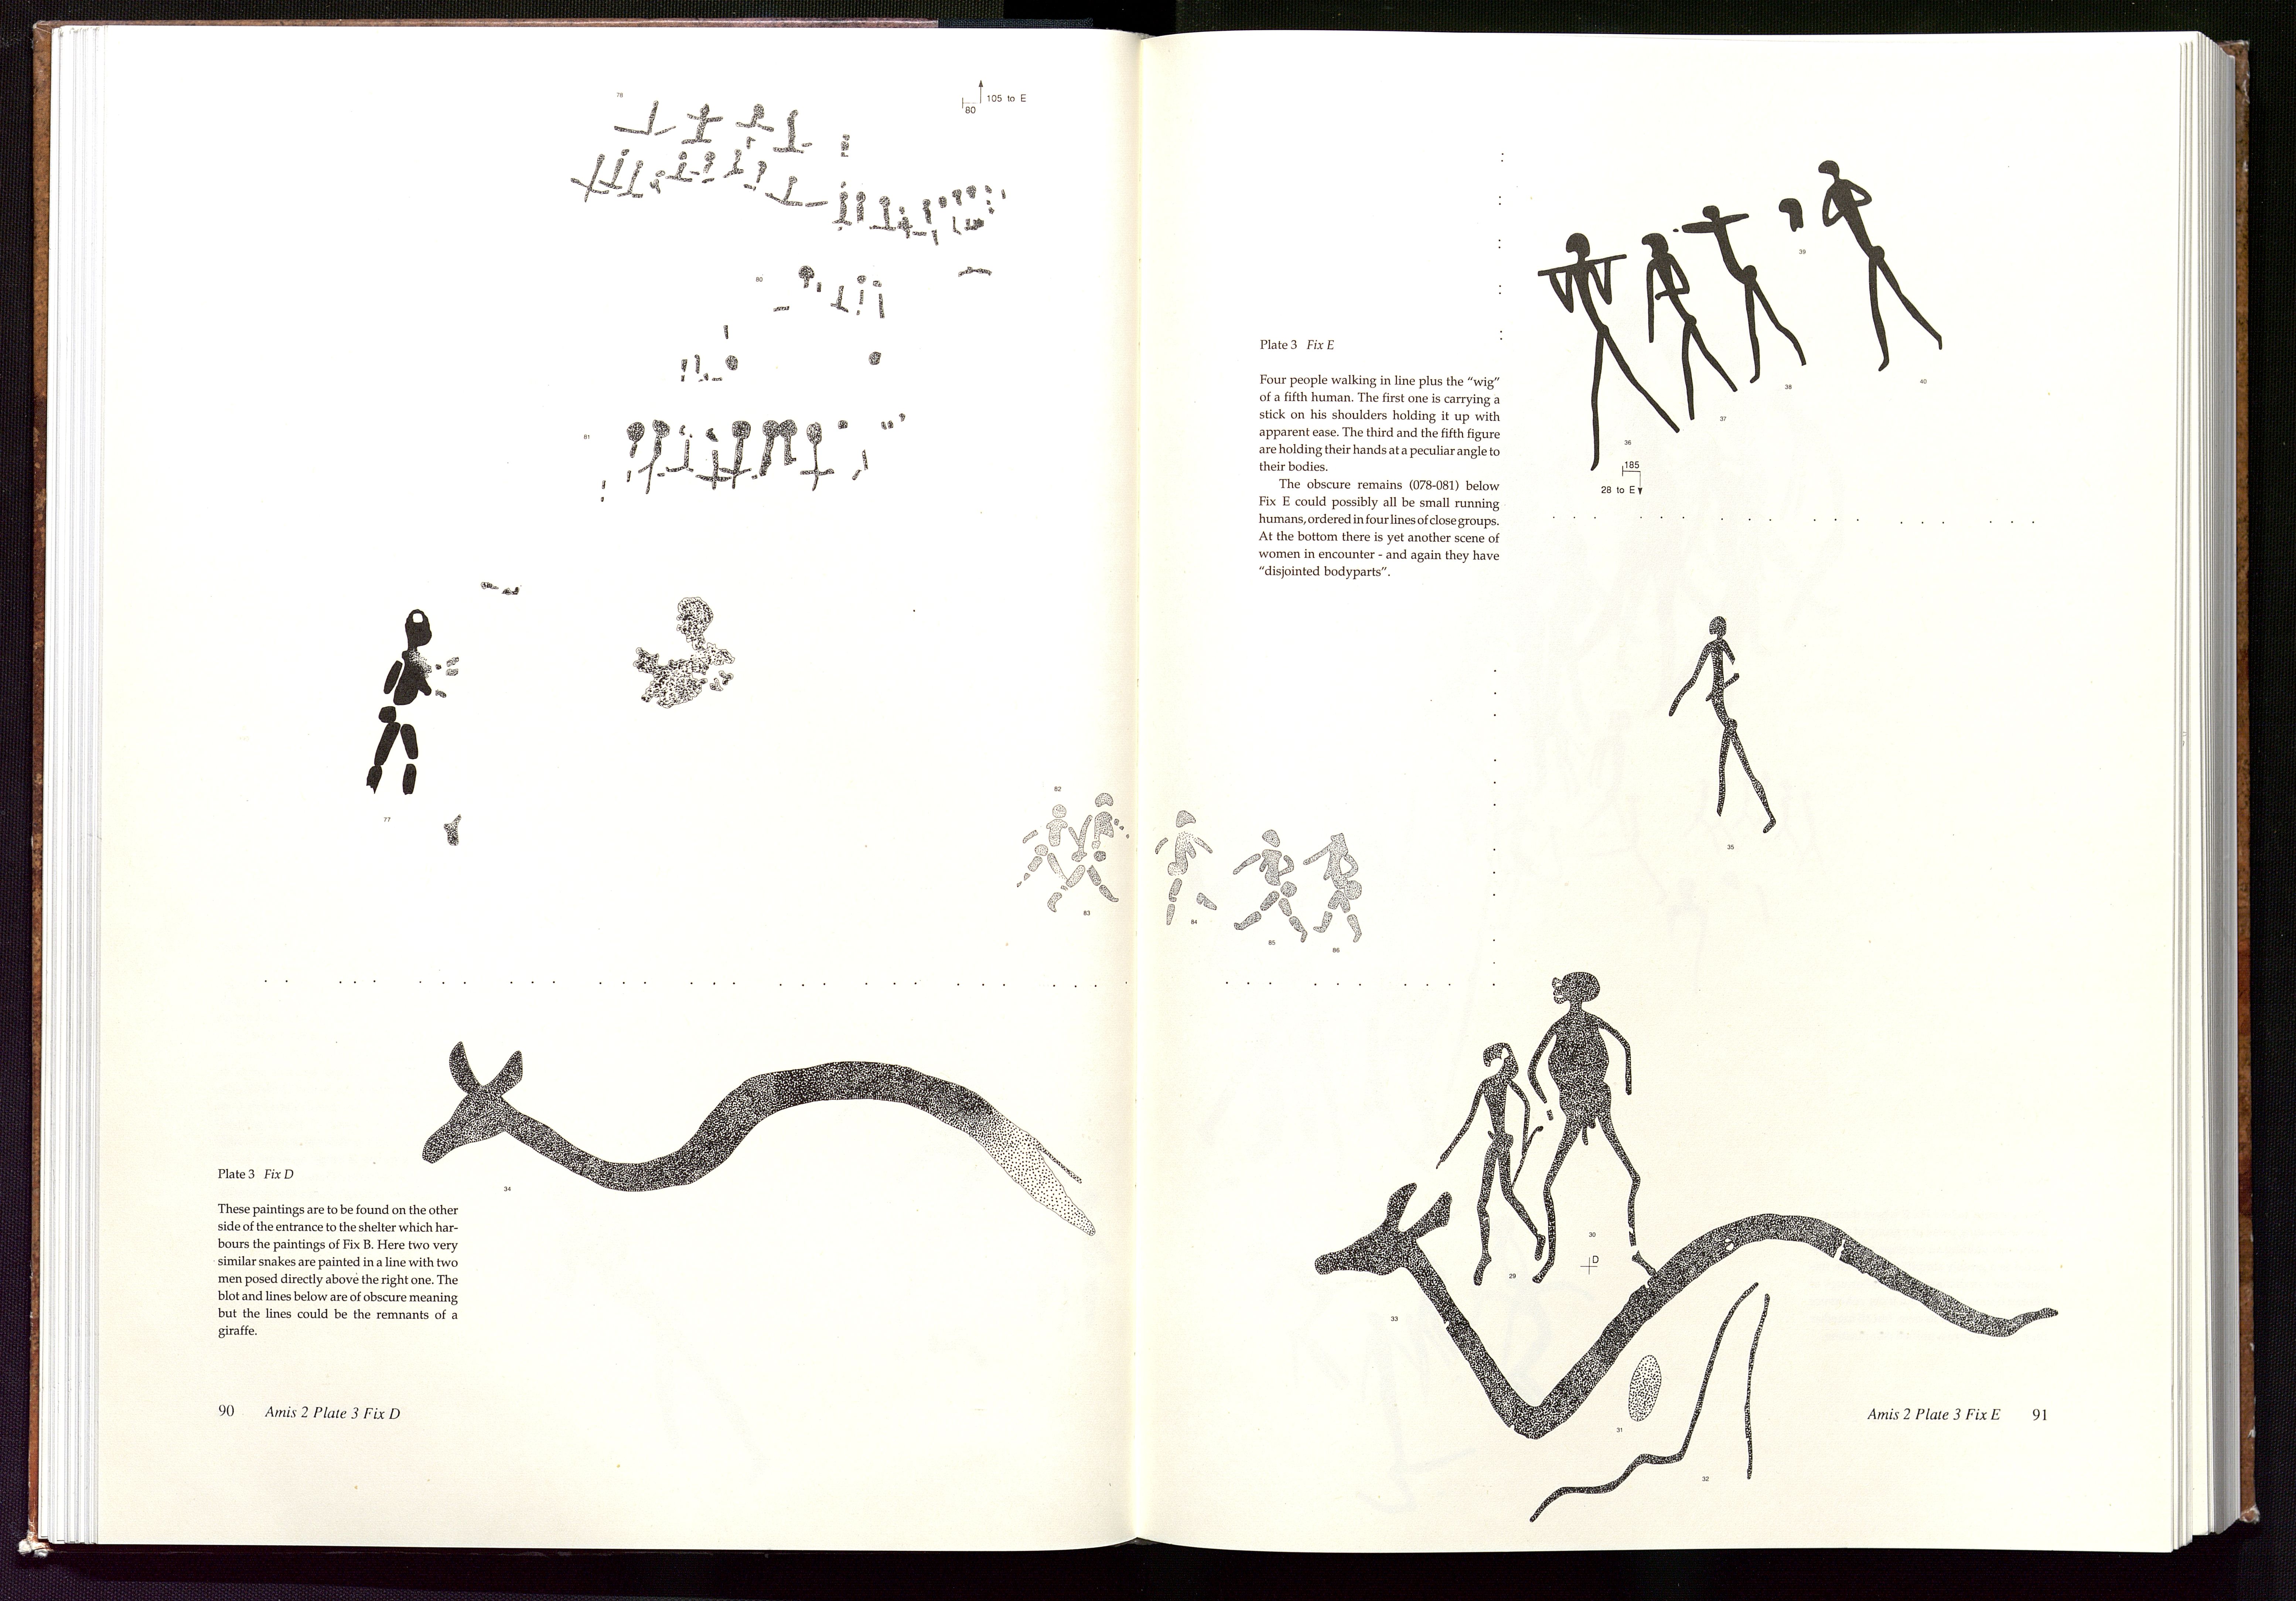 78
105 to E
80
80
81
77
82
83
34
Plate 3 Fix D
These paintings are to be found on the other
side of the entrance to the shelter which har-
bours the paintings of Fix B. Here two very
similar snakes are painted in a line with two
men posed directly above the right one. The
blot and lines below are of obscure meaning
but the lines could be the remnants of a
giraffe.
90 Amis 2 Plate 3 Fix D
Plate 3 Fix E
Four people walking in line plus the “wig”
of a fifth human. The first one is carrying a
stick on his shoulders holding it up with
apparent ease. The third and the fifth figure
are holding their hands at a peculiar angle to
their bodies.
The obscure remains (078-081) below
Fix E could possibly all be small running
humans, ordered in four lines of close groups.
At the bottom there is yet another scene of
women in encounter - and again they have
“disjointed bodyparts”.
39
40
38
37
36
185
28 to E
35
84
85
86
30
D
29
33
31
32
Amis 2 Plate 3 Fix E 91